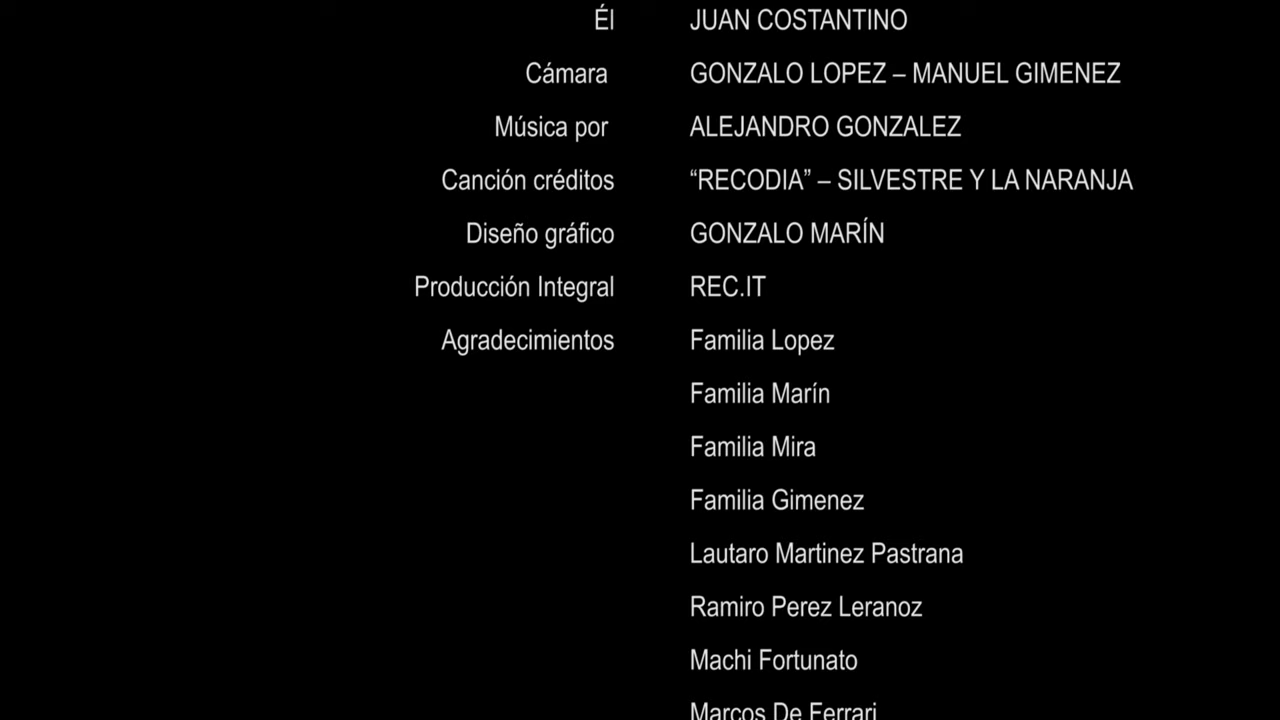 Él JUAN COSTANTINO
Cámara GONZALO LOPEZ – MANUEL GIMENEZ
Música por ALEJANDRO GONZALEZ
Canción créditos “RECODIA” – SILVESTRE Y LA NARANJA
Diseño gráfico GONZALO MARÍN
Producción Integral REC.IT
Agradecimientos Familia Lopez
Familia Marín
Familia Mira
Familia Gimenez
Lautaro Martinez Pastrana
Ramiro Perez Leranoz
Machi Fortunato
Marcos De Ferrari